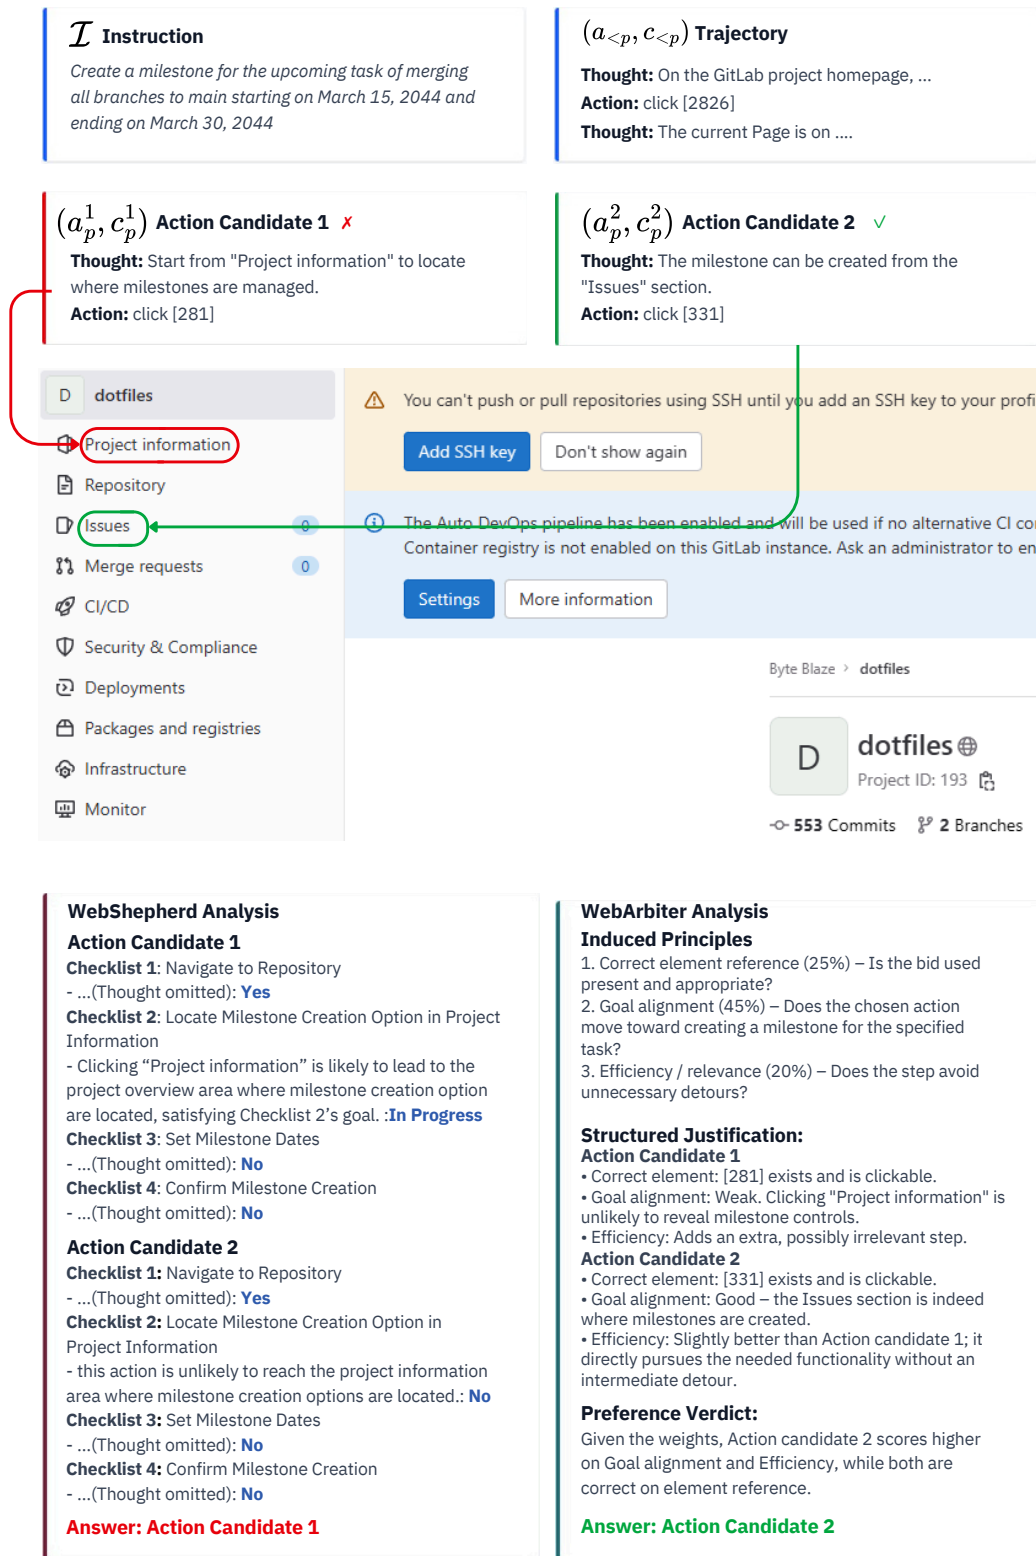 𝓘 Instruction
Create a milestone for the upcoming task of merging
all branches to main starting on March 15, 2044 and
ending on March 30, 2044
(a<p, c<p) Trajectory
Thought: On the GitLab project homepage, ...
Action: click [2826]
Thought: The current Page is on ....
(a¹p, c¹p) Action Candidate 1 ✗
Thought: Start from "Project information" to locate
where milestones are managed.
Action: click [281]
(a²p, c²p) Action Candidate 2 ✓
Thought: The milestone can be created from the
"Issues" section.
Action: click [331]
D dotfiles
Project information
Repository
Issues 0
Merge requests 0
CI/CD
Security & Compliance
Deployments
Packages and registries
Infrastructure
Monitor
You can't push or pull repositories using SSH until you add an SSH key to your profi
Add SSH key Don't show again
The Auto DevOps pipeline has been enabled and will be used if no alternative CI co
Container registry is not enabled on this GitLab instance. Ask an administrator to en
Settings More information
Byte Blaze > dotfiles
D dotfiles
Project ID: 193
553 Commits 2 Branches
WebShepherd Analysis
Action Candidate 1
Checklist 1: Navigate to Repository
- ...(Thought omitted): Yes
Checklist 2: Locate Milestone Creation Option in Project
Information
- Clicking “Project information” is likely to lead to the
project overview area where milestone creation option
are located, satisfying Checklist 2’s goal. :In Progress
Checklist 3: Set Milestone Dates
- ...(Thought omitted): No
Checklist 4: Confirm Milestone Creation
- ...(Thought omitted): No
Action Candidate 2
Checklist 1: Navigate to Repository
- ...(Thought omitted): Yes
Checklist 2: Locate Milestone Creation Option in
Project Information
- this action is unlikely to reach the project information
area where milestone creation options are located.: No
Checklist 3: Set Milestone Dates
- ...(Thought omitted): No
Checklist 4: Confirm Milestone Creation
- ...(Thought omitted): No
Answer: Action Candidate 1
WebArbiter Analysis
Induced Principles
1. Correct element reference (25%) – Is the bid used
present and appropriate?
2. Goal alignment (45%) – Does the chosen action
move toward creating a milestone for the specified
task?
3. Efficiency / relevance (20%) – Does the step avoid
unnecessary detours?
Structured Justification:
Action Candidate 1
• Correct element: [281] exists and is clickable.
• Goal alignment: Weak. Clicking "Project information" is
unlikely to reveal milestone controls.
• Efficiency: Adds an extra, possibly irrelevant step.
Action Candidate 2
• Correct element: [331] exists and is clickable.
• Goal alignment: Good – the Issues section is indeed
where milestones are created.
• Efficiency: Slightly better than Action candidate 1; it
directly pursues the needed functionality without an
intermediate detour.
Preference Verdict:
Given the weights, Action candidate 2 scores higher
on Goal alignment and Efficiency, while both are
correct on element reference.
Answer: Action Candidate 2